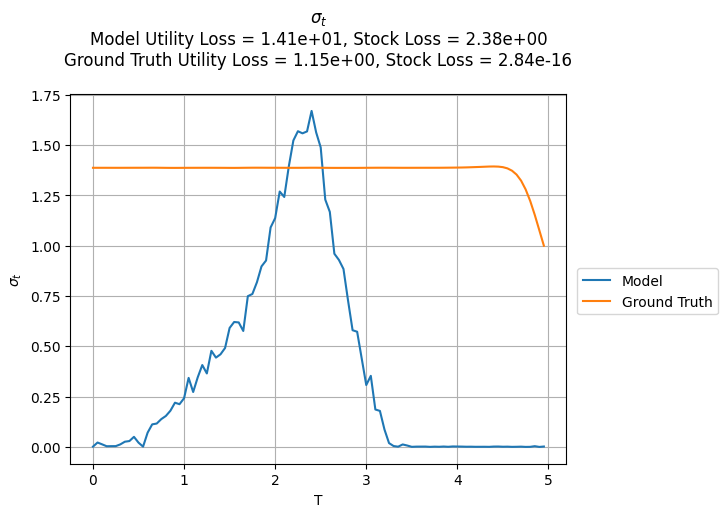 σt
Model Utility Loss = 1.41e+01, Stock Loss = 2.38e+00
Ground Truth Utility Loss = 1.15e+00, Stock Loss = 2.84e-16
1.75
1.50
1.25
1.00
0.75
0.50
0.25
0.00
σt
0 1 2 3 4 5
T
Model
Ground Truth